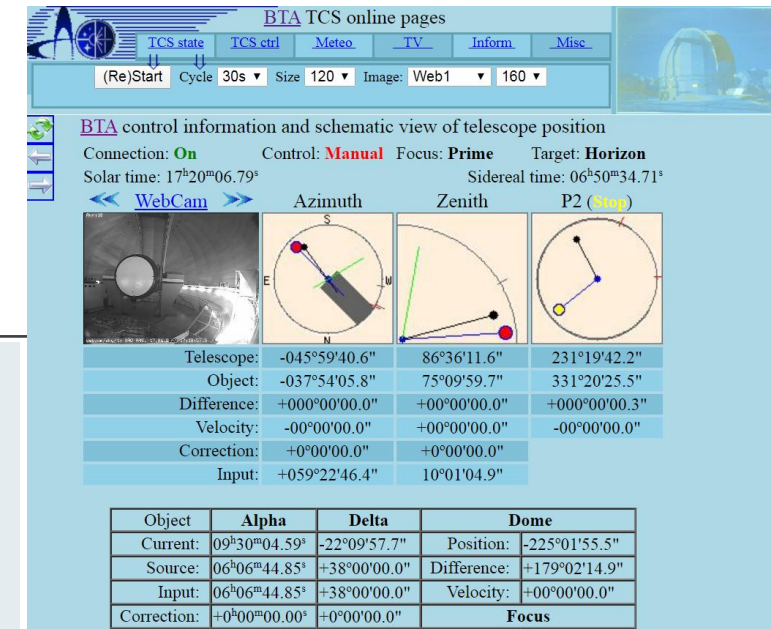 BTA TCS online pages
TCS state TCS ctrl Meteo TV Inform Misc
(Re)Start Cycle 30s Size 120 Image: Web1 160
BTA control information and schematic view of telescope position
Connection: On Control: Manual Focus: Prime Target: Horizon
Solar time: 17h20m06.79s Sidereal time: 06h50m34.71s
WebCam Azimuth Zenith P2 (Stop)
S
E W
N
Telescope: -045°59'40.6" 86°36'11.6" 231°19'42.2"
Object: -037°54'05.8" 75°09'59.7" 331°20'25.5"
Difference: +000°00'00.0" +00°00'00.0" +000°00'00.3"
Velocity: -00°00'00.0" +00°00'00.0" -00°00'00.0"
Correction: +0°00'00.0" +0°00'00.0"
Input: +059°22'46.4" 10°01'04.9"
Object Alpha Delta Dome
Current: 09h30m04.59s -22°09'57.7" Position: -225°01'55.5"
Source: 06h06m44.85s +38°00'00.0" Difference: +179°02'14.9"
Input: 06h06m44.85s +38°00'00.0" Velocity: +00°00'00.0"
Correction: +0h00m00.00s +0°00'00.0" Focus